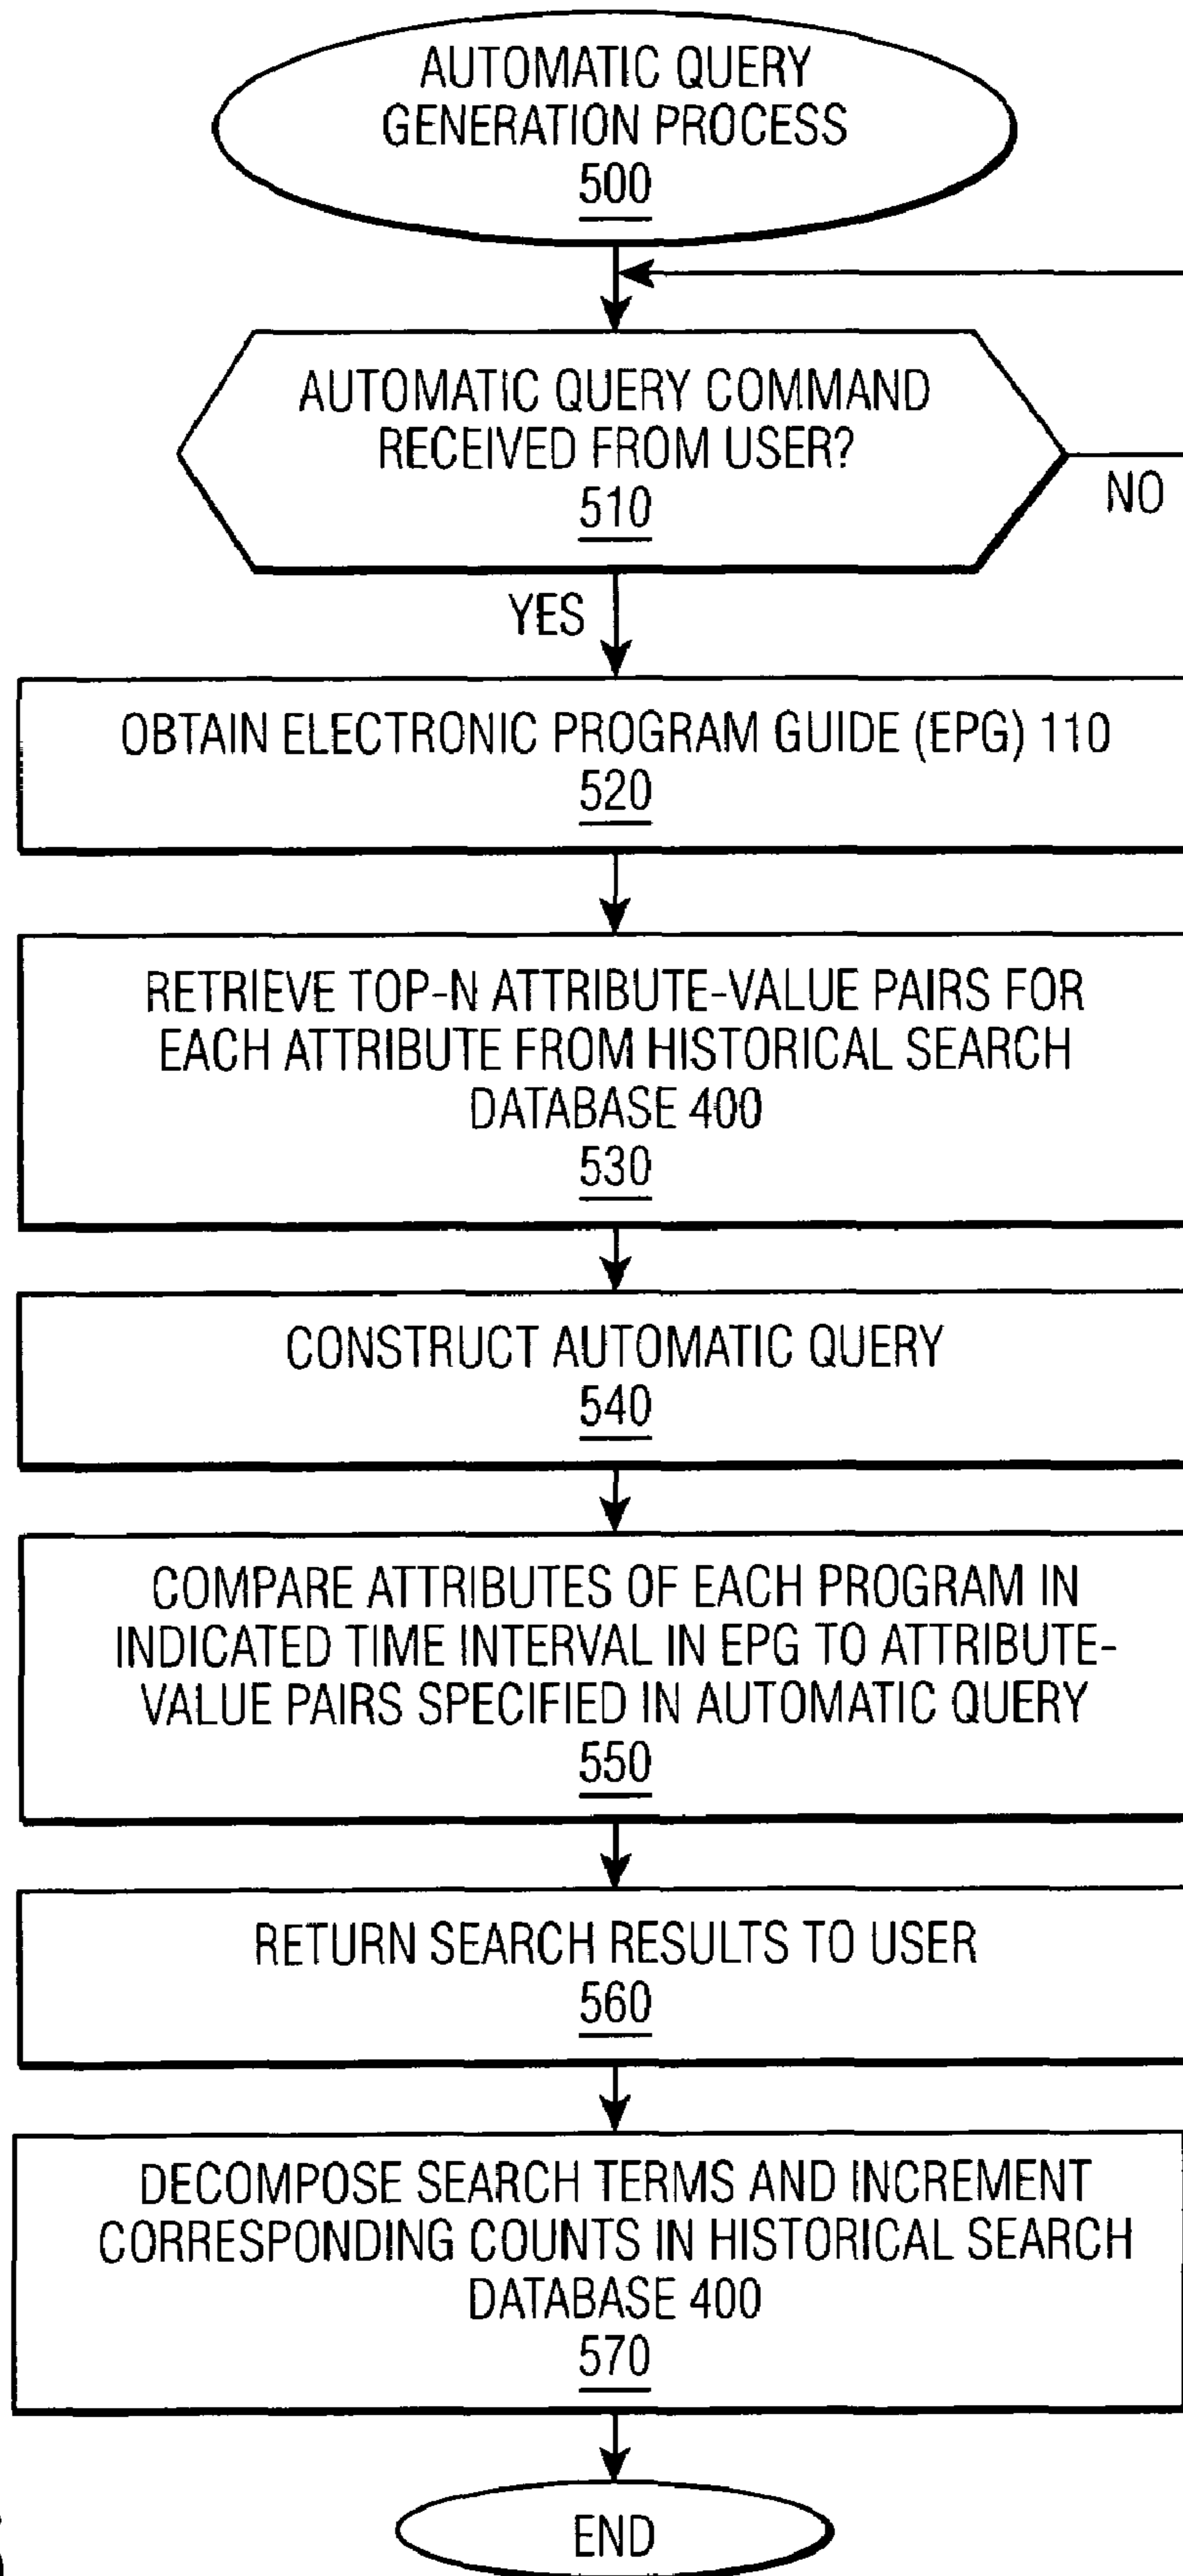 AUTOMATIC QUERY
GENERATION PROCESS
500
AUTOMATIC QUERY COMMAND
RECEIVED FROM USER?
510
NO
YES
OBTAIN ELECTRONIC PROGRAM GUIDE (EPG) 110
520
RETRIEVE TOP-N ATTRIBUTE-VALUE PAIRS FOR
EACH ATTRIBUTE FROM HISTORICAL SEARCH
DATABASE 400
530
CONSTRUCT AUTOMATIC QUERY
540
COMPARE ATTRIBUTES OF EACH PROGRAM IN
INDICATED TIME INTERVAL IN EPG TO ATTRIBUTE-
VALUE PAIRS SPECIFIED IN AUTOMATIC QUERY
550
RETURN SEARCH RESULTS TO USER
560
DECOMPOSE SEARCH TERMS AND INCREMENT
CORRESPONDING COUNTS IN HISTORICAL SEARCH
DATABASE 400
570
END